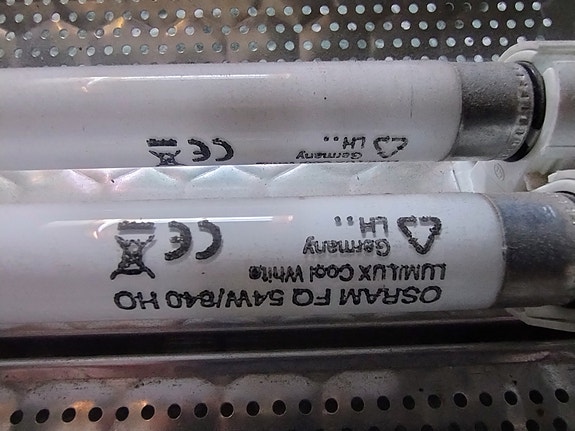 OSRAM FQ 54W/840 HO
LUMILUX Cool White
Germany CE
LH ..
Germany CE
LH ..